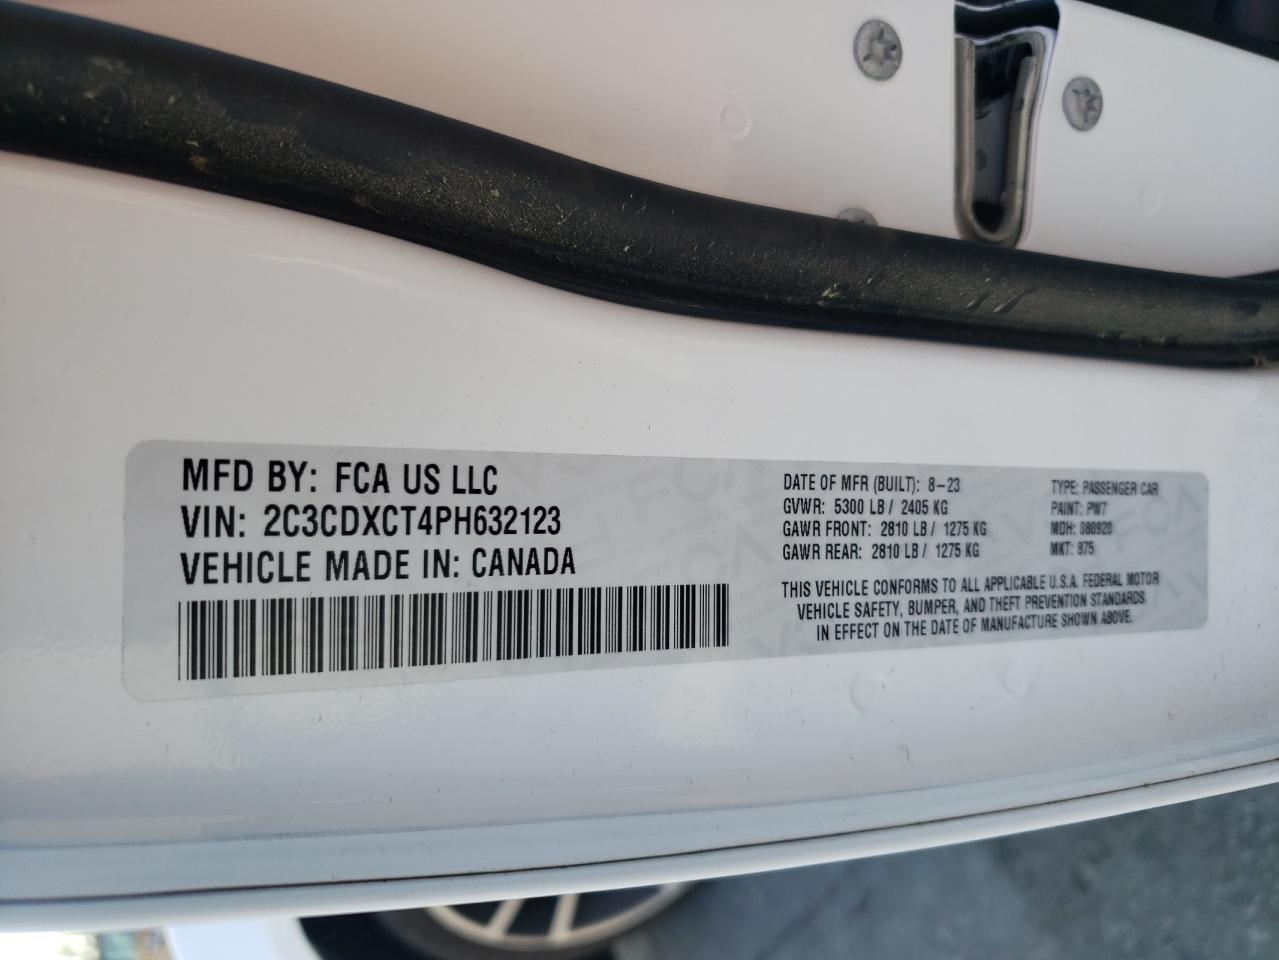 MFD BY: FCA US LLC
VIN: 2C3CDXCT4PH632123
VEHICLE MADE IN: CANADA
DATE OF MFR (BUILT): 8-23
GVWR: 5300 LB / 2405 KG
GAWR FRONT: 2810 LB / 1275 KG
GAWR REAR: 2810 LB / 1275 KG
TYPE: PASSENGER CAR
PAINT: PW7
MDH: 080920
MKT: 875
THIS VEHICLE CONFORMS TO ALL APPLICABLE U.S.A. FEDERAL MOTOR
VEHICLE SAFETY, BUMPER, AND THEFT PREVENTION STANDARDS
IN EFFECT ON THE DATE OF MANUFACTURE SHOWN ABOVE.